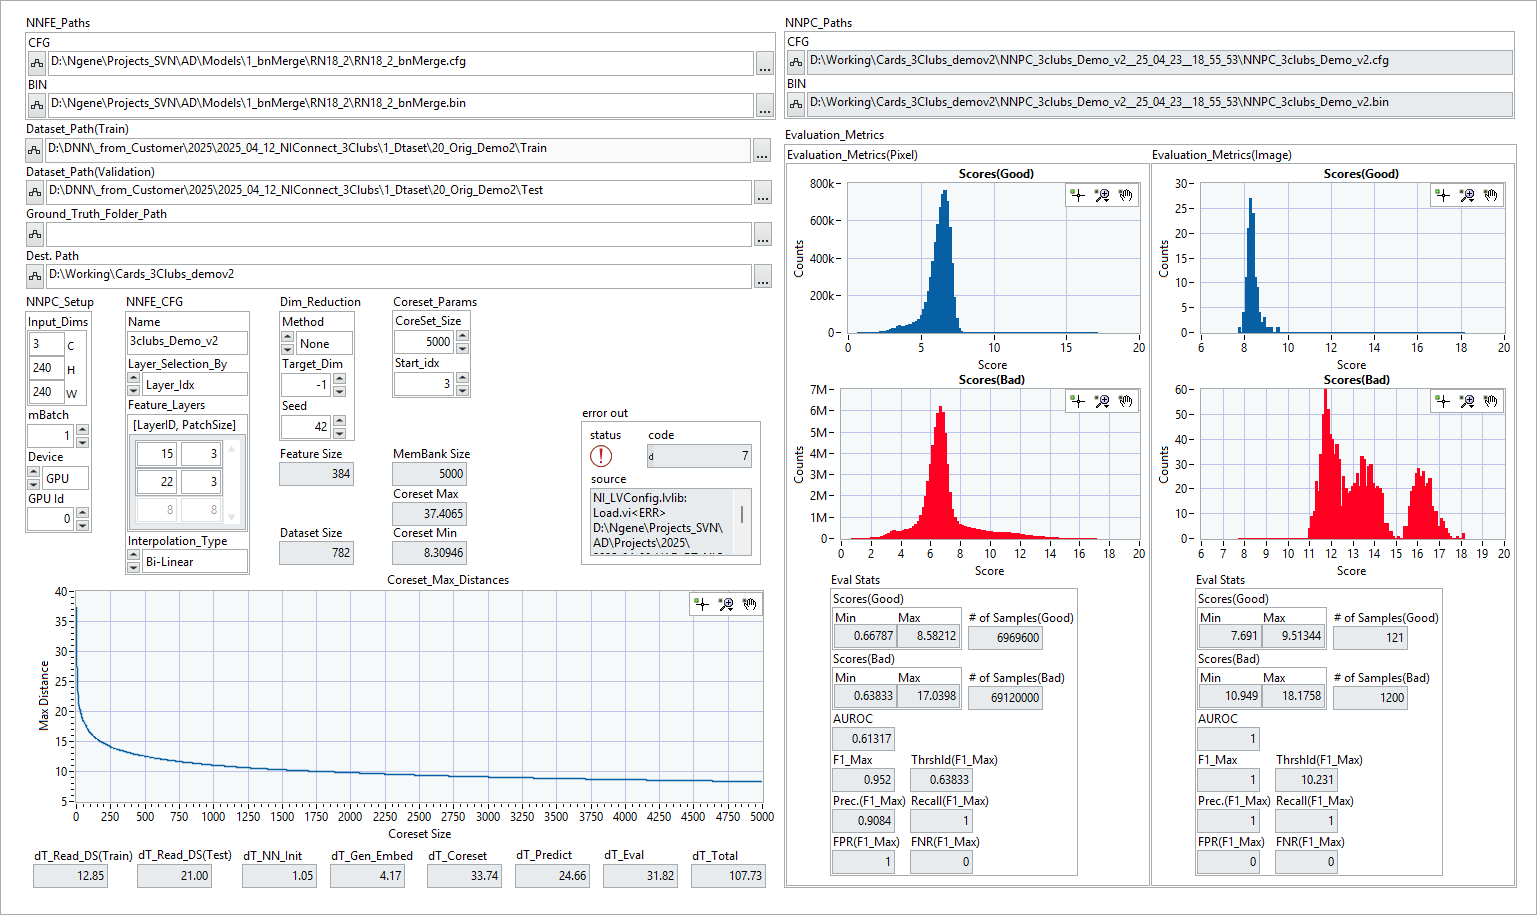 NNFE_Paths
CFG
D:\Ngene\Projects_SVN\AD\Models\1_bnMerge\RN18_2\RN18_2_bnMerge.cfg
...
BIN
D:\Ngene\Projects_SVN\AD\Models\1_bnMerge\RN18_2\RN18_2_bnMerge.bin
...
Dataset_Path(Train)
D:\DNN\_from_Customer\2025\2025_04_12_NIConnect_3Clubs\1_Dtaset\20_Orig_Demo2\Train
...
Dataset_Path(Validation)
D:\DNN\_from_Customer\2025\2025_04_12_NIConnect_3Clubs\1_Dtaset\20_Orig_Demo2\Test
...
Ground_Truth_Folder_Path
...
Dest. Path
D:\Working\Cards_3Clubs_demov2
...
NNPC_Setup
Input_Dims
3 C
240 H
240 W
mBatch
1
Device
GPU
GPU Id
0
NNFE_CFG
Name
3clubs_Demo_v2
Layer_Selection_By
Layer_Idx
Feature_Layers
[LayerID, PatchSize]
15 3
22 3
8 8
Interpolation_Type
Bi-Linear
Dim_Reduction
Method
None
Target_Dim
-1
Seed
42
Feature Size
384
Dataset Size
782
Coreset_Params
CoreSet_Size
5000
Start_idx
3
MemBank Size
5000
Coreset Max
37.4065
Coreset Min
8.30946
error out
status code
d 7
source
NI_LVConfig.lvlib:
Load.vi<ERR>
D:\Ngene\Projects_SVN\
AD\Projects\2025\
Coreset_Max_Distances
Max Distance
40
35
30
25
20
15
10
5
0 250 500 750 1000 1250 1500 1750 2000 2250 2500 2750 3000 3250 3500 3750 4000 4250 4500 4750 5000
Coreset Size
dT_Read_DS(Train) dT_Read_DS(Test) dT_NN_Init dT_Gen_Embed dT_Coreset dT_Predict dT_Eval dT_Total
12.85 21.00 1.05 4.17 33.74 24.66 31.82 107.73
NNPC_Paths
CFG
D:\Working\Cards_3Clubs_demov2\NNPC_3clubs_Demo_v2__25_04_23__18_55_53\NNPC_3clubs_Demo_v2.cfg
BIN
D:\Working\Cards_3Clubs_demov2\NNPC_3clubs_Demo_v2__25_04_23__18_55_53\NNPC_3clubs_Demo_v2.bin
Evaluation_Metrics
Evaluation_Metrics(Pixel)
Scores(Good)
Counts
800k
600k
400k
200k
0
0 5 10 15 20
Score
Scores(Bad)
Counts
7M
6M
5M
4M
3M
2M
1M
0
0 2 4 6 8 10 12 14 16 18 20
Score
Eval Stats
Scores(Good)
Min Max # of Samples(Good)
0.66787 8.58212 6969600
Scores(Bad)
Min Max # of Samples(Bad)
0.63833 17.0398 69120000
AUROC
0.61317
F1_Max Thrshld(F1_Max)
0.952 0.63833
Prec.(F1_Max) Recall(F1_Max)
0.9084 1
FPR(F1_Max) FNR(F1_Max)
1 0
Evaluation_Metrics(Image)
Scores(Good)
Counts
30
25
20
15
10
5
0
6 8 10 12 14 16 18 20
Score
Scores(Bad)
Counts
60
50
40
30
20
10
0
6 7 8 9 10 11 12 13 14 15 16 17 18 19 20
Score
Eval Stats
Scores(Good)
Min Max # of Samples(Good)
7.691 9.51344 121
Scores(Bad)
Min Max # of Samples(Bad)
10.949 18.1758 1200
AUROC
1
F1_Max Thrshld(F1_Max)
1 10.231
Prec.(F1_Max) Recall(F1_Max)
1 1
FPR(F1_Max) FNR(F1_Max)
0 0